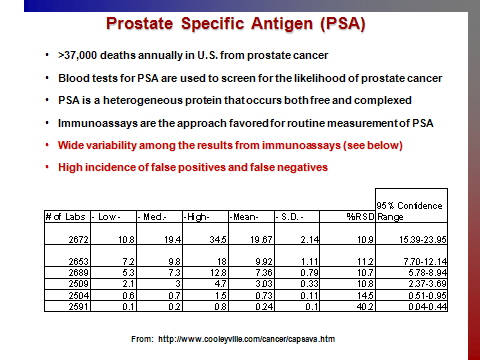 Prostate Specific Antigen (PSA)
• >37,000 deaths annually in U.S. from prostate cancer
• Blood tests for PSA are used to screen for the likelihood of prostate cancer
• PSA is a heterogeneous protein that occurs both free and complexed
• Immunoassays are the approach favored for routine measurement of PSA
• Wide variability among the results from immunoassays (see below)
• High incidence of false positives and false negatives
# of Labs - Low - - Med.- -High- -Mean- - S.D. - %RSD 95% Confidence Range
2672 10.8 19.4 34.5 19.67 2.14 10.9 15.39-23.95
2653 7.2 9.8 18 9.92 1.11 11.2 7.70-12.14
2689 5.3 7.3 12.8 7.36 0.79 10.7 5.78-8.94
2509 2.1 3 4.7 3.03 0.33 10.8 2.37-3.69
2504 0.6 0.7 1.5 0.73 0.11 14.5 0.51-0.95
2591 0.1 0.2 0.8 0.24 0.1 40.2 0.04-0.44
From: http://www.cooleyville.com/cancer/capsava.htm